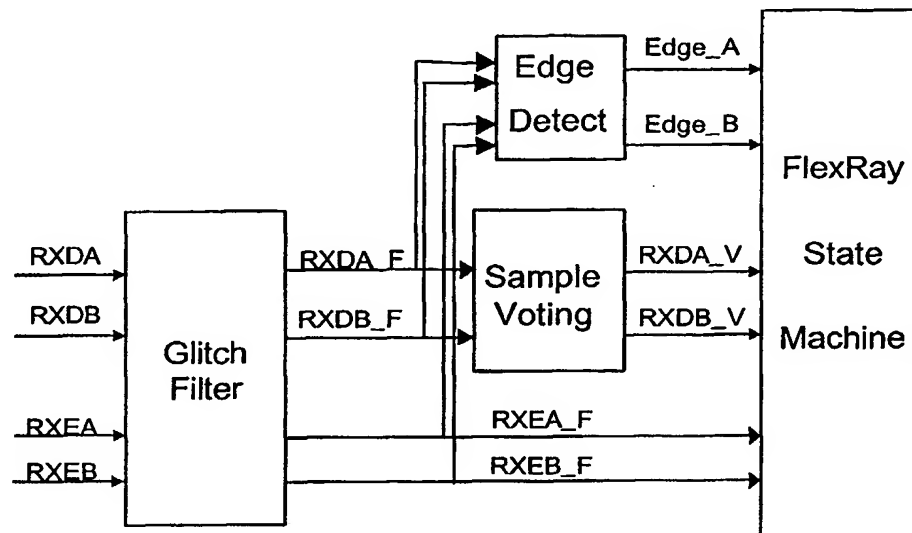 Edge
Detect
Edge_A
Edge_B
FlexRay
State
Machine
RXDA
RXDB
RXEA
RXEB
Glitch
Filter
RXDA_F
RXDB_F
Sample
Voting
RXDA_V
RXDB_V
RXEA_F
RXEB_F